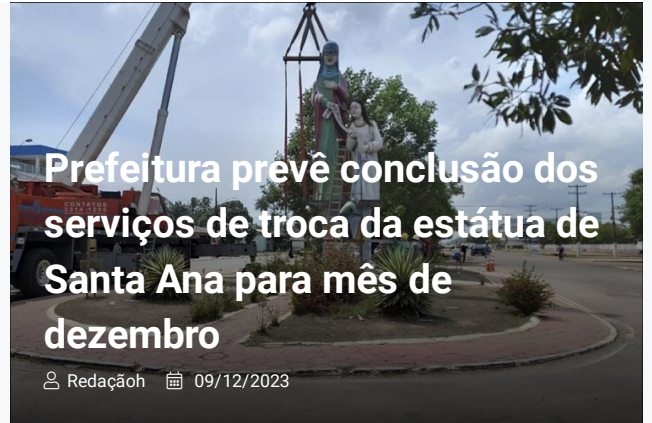 Prefeitura prevê conclusão dos
serviços de troca da estátua de
Santa Ana para mês de
dezembro
Redaçãoh 09/12/2023